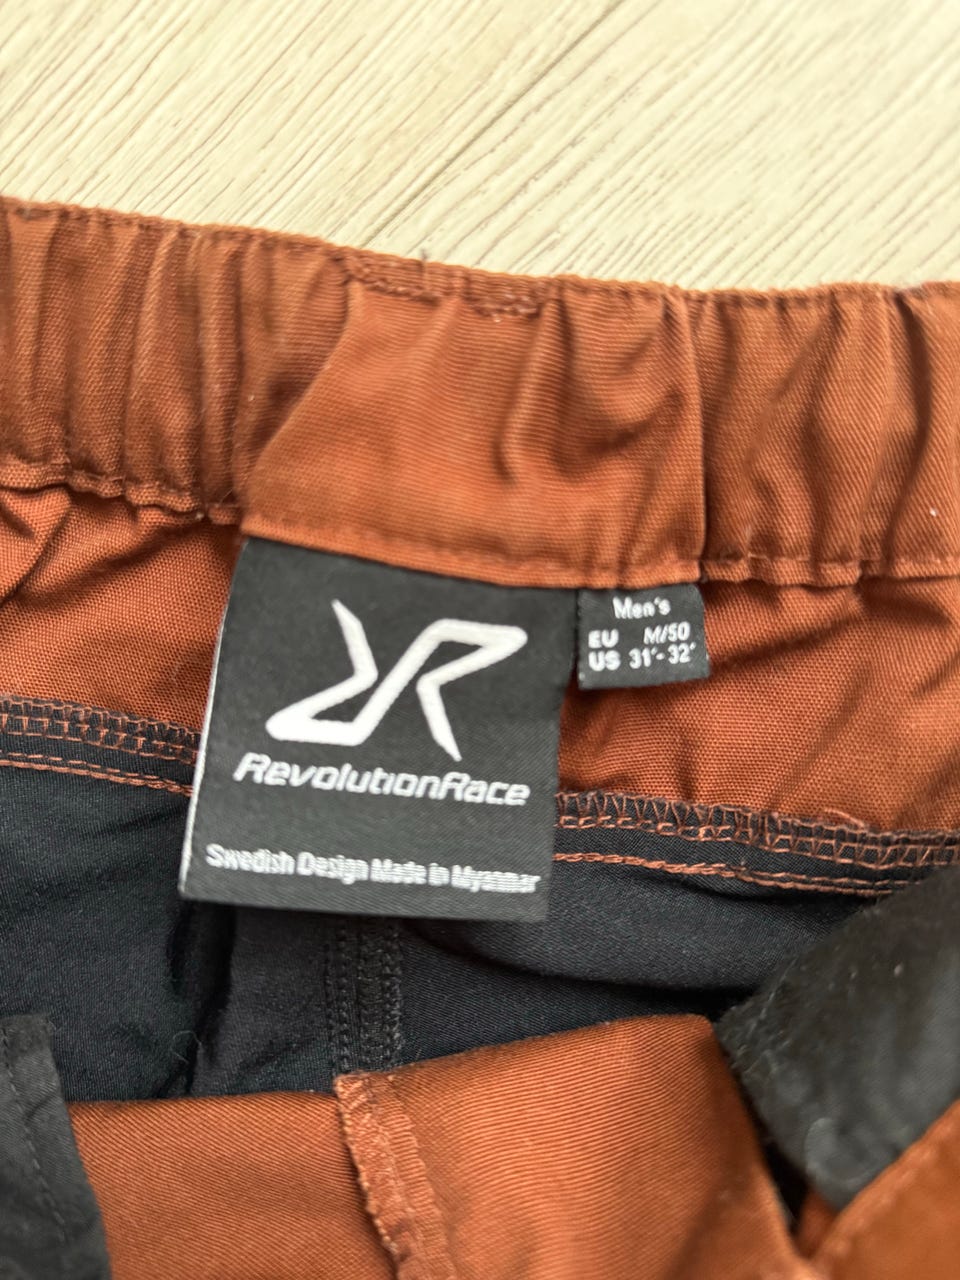 RevolutionRace
Swedish Design Made in Myanmar
Men's
EU M/50
US 31"- 32"